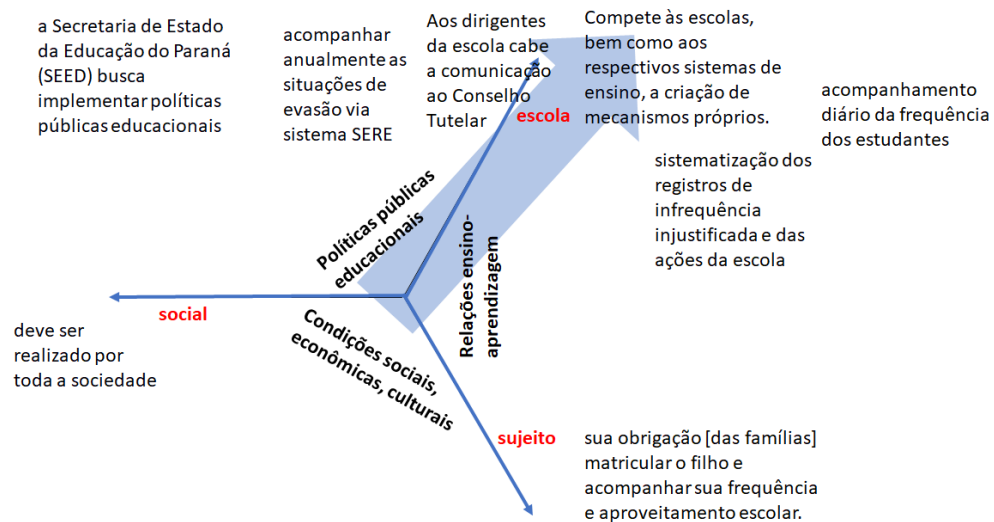 a Secretaria de Estado
da Educação do Paraná
(SEED) busca
implementar políticas
públicas educacionais
acompanhar
anualmente as
situações de
evasão via
sistema SERE
Aos dirigentes
da escola cabe
a comunicação
ao Conselho
Tutelar
escola
Compete às escolas,
bem como aos
respectivos sistemas de
ensino, a criação de
mecanismos próprios.
acompanhamento
diário da frequência
dos estudantes
sistematização dos
registros de
infrequência
injustificada e das
ações da escola
Políticas públicas
educacionais
Relações ensino-
aprendizagem
social
Condições sociais,
econômicas, culturais
deve ser
realizado por
toda a sociedade
sujeito
sua obrigação [das famílias]
matricular o filho e
acompanhar sua frequência
e aproveitamento escolar.